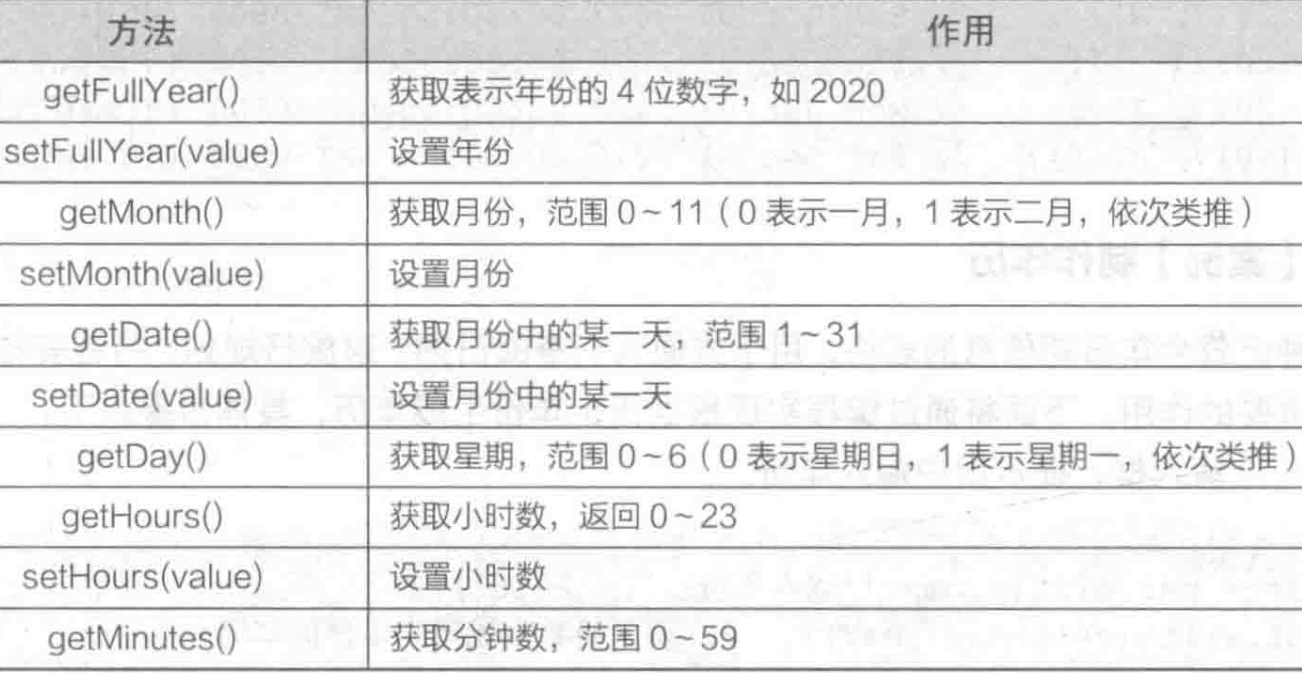 方法 作用
getFullYear() 获取表示年份的 4 位数字，如 2020
setFullYear(value) 设置年份
getMonth() 获取月份，范围 0~11（0 表示一月，1 表示二月，依次类推）
setMonth(value) 设置月份
getDate() 获取月份中的某一天，范围 1~31
setDate(value) 设置月份中的某一天
getDay() 获取星期，范围 0~6（0 表示星期日，1 表示星期一，依次类推）
getHours() 获取小时数，返回 0~23
setHours(value) 设置小时数
getMinutes() 获取分钟数，范围 0~59